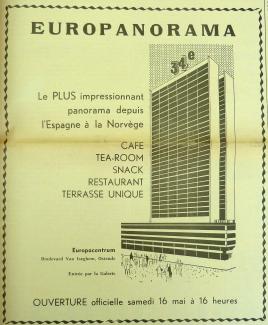 EUROPANORAMA
34e
Le PLUS impressionnant
panorama depuis
l'Espagne à la Norvège
CAFE
TEA-ROOM
SNACK
RESTAURANT
TERRASSE UNIQUE
Europacentrum
Boulevard Van Iseghem, Ostende
Entrée par la Galerie
OUVERTURE officielle samedi 16 mai à 16 heures